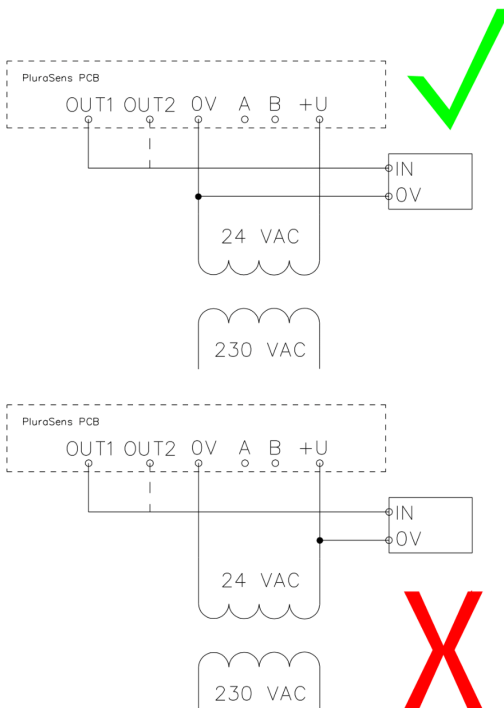 PluraSens PCB
OUT1 OUT2 0V A B +U
IN
0V
24 VAC
230 VAC
PluraSens PCB
OUT1 OUT2 0V A B +U
IN
0V
24 VAC
230 VAC